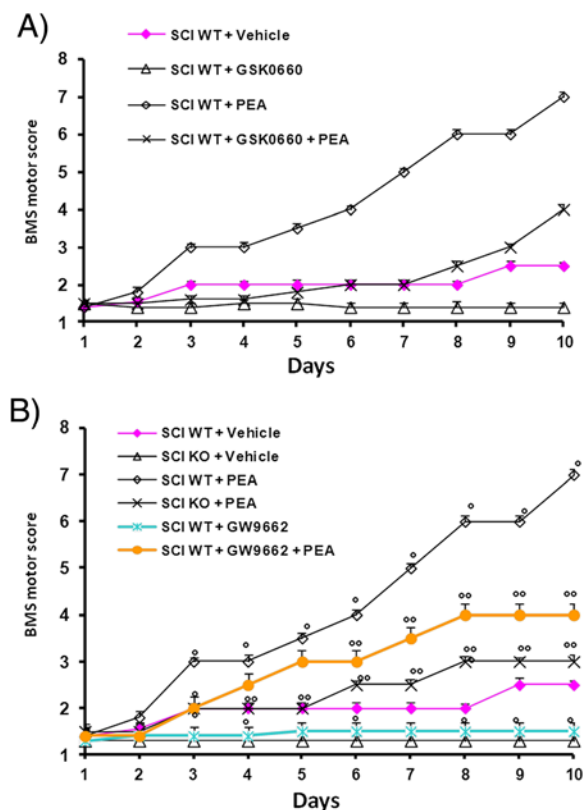 A)
SCI WT + Vehicle
SCI WT + GSK0660
SCI WT + PEA
SCI WT + GSK0660 + PEA
BMS motor score
8
7
6
5
4
3
2
1
1 2 3 4 5 6 7 8 9 10
Days
B)
SCI WT + Vehicle
SCI KO + Vehicle
SCI WT + PEA
SCI KO + PEA
SCI WT + GW9662
SCI WT + GW9662 + PEA
BMS motor score
8
7
6
5
4
3
2
1
1 2 3 4 5 6 7 8 9 10
Days